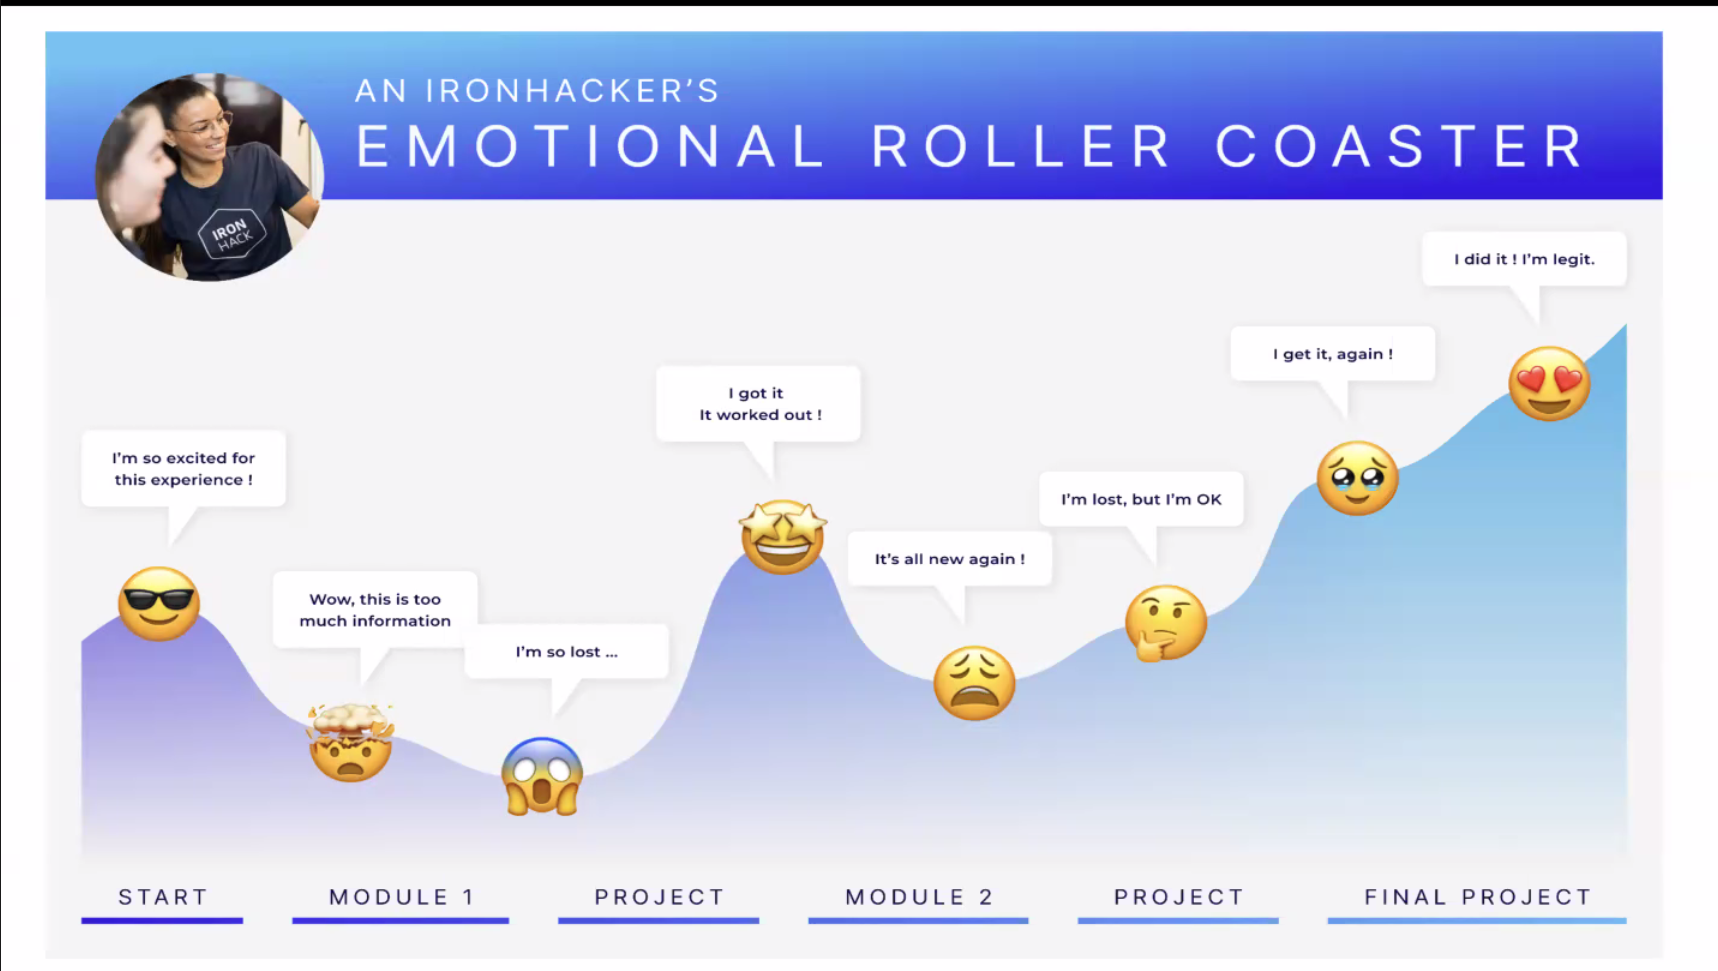 AN IRONHACKER’S
EMOTIONAL ROLLER COASTER
IRON
HACK
I’m so excited for
this experience !
Wow, this is too
much information
I’m so lost ...
I got it
It worked out !
It’s all new again !
I’m lost, but I’m OK
I get it, again !
I did it ! I’m legit.
START
MODULE 1
PROJECT
MODULE 2
PROJECT
FINAL PROJECT